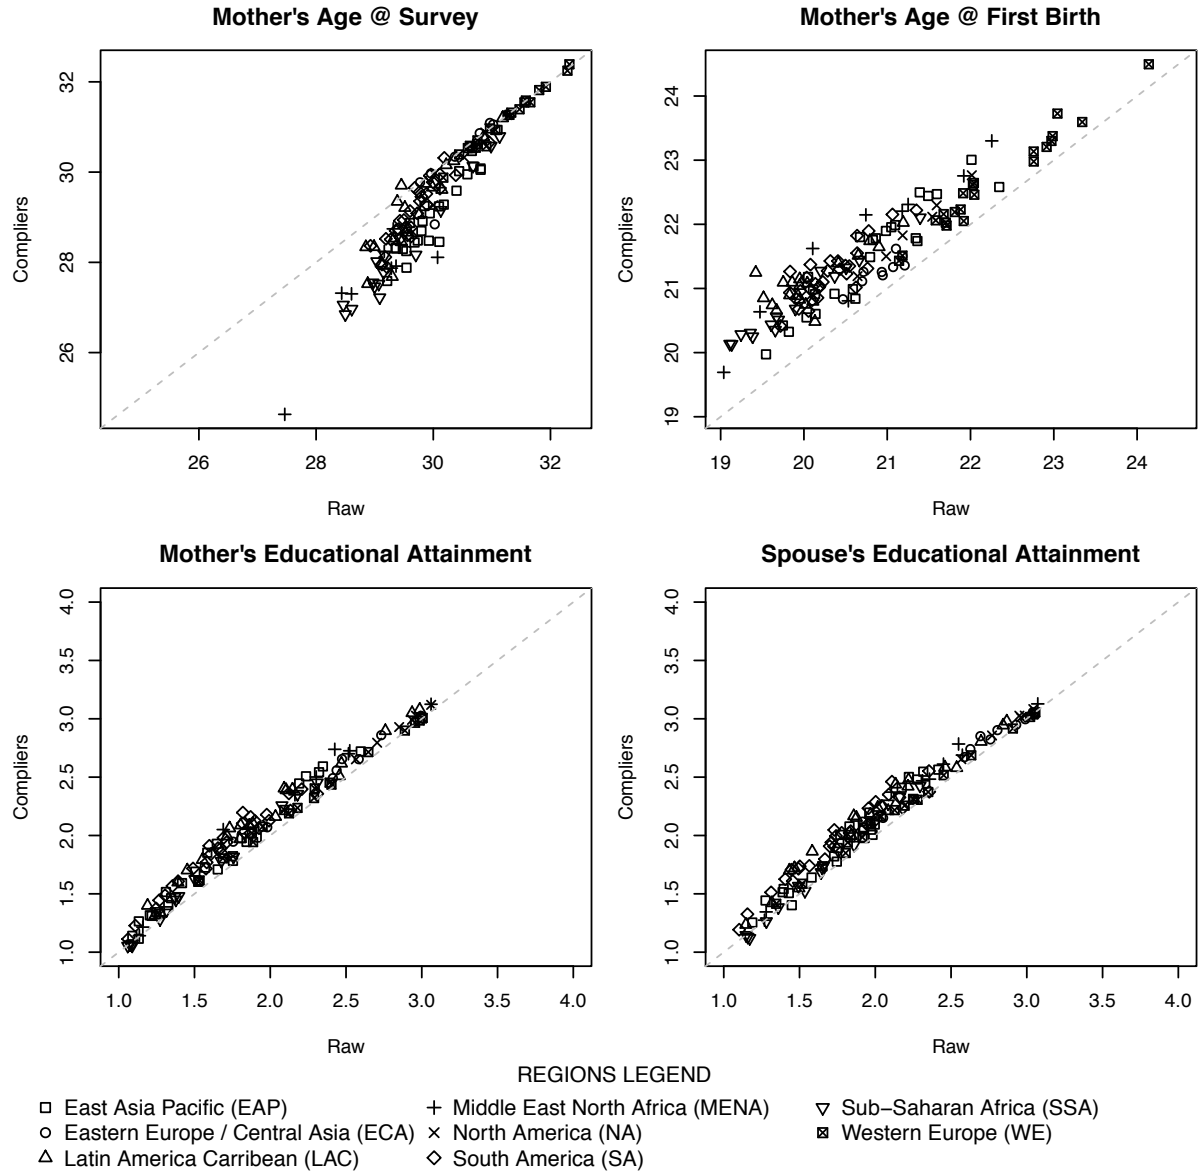 Mother's Age @ Survey
Compliers
32
30
28
26
26 28 30 32
Raw
Mother's Age @ First Birth
Compliers
24
23
22
21
20
19
19 20 21 22 23 24
Raw
Mother's Educational Attainment
Compliers
4.0
3.5
3.0
2.5
2.0
1.5
1.0
1.0 1.5 2.0 2.5 3.0 3.5 4.0
Raw
Spouse's Educational Attainment
Compliers
4.0
3.5
3.0
2.5
2.0
1.5
1.0
1.0 1.5 2.0 2.5 3.0 3.5 4.0
Raw
REGIONS LEGEND
East Asia Pacific (EAP)
Eastern Europe / Central Asia (ECA)
Latin America Carribean (LAC)
Middle East North Africa (MENA)
North America (NA)
South America (SA)
Sub−Saharan Africa (SSA)
Western Europe (WE)